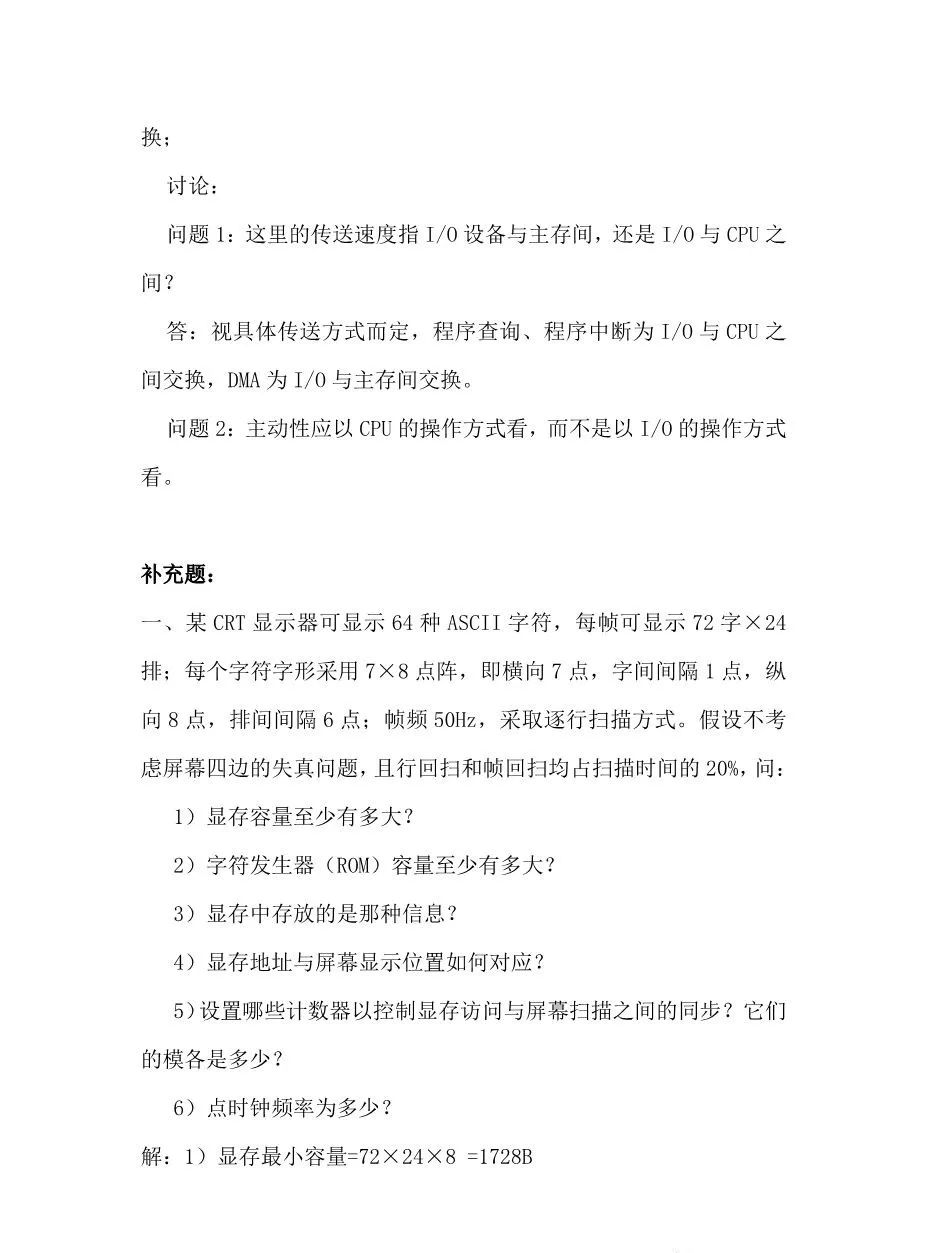 换；
讨论：
问题 1：这里的传送速度指 I/O 设备与主存间，还是 I/O 与 CPU 之
间？
答：视具体传送方式而定，程序查询、程序中断为 I/O 与 CPU 之
间交换，DMA 为 I/O 与主存间交换。
问题 2：主动性应以 CPU 的操作方式看，而不是以 I/O 的操作方式
看。
补充题：
一、某 CRT 显示器可显示 64 种 ASCII 字符，每帧可显示 72 字×24
排；每个字符字形采用 7×8 点阵，即横向 7 点，字间间隔 1 点，纵
向 8 点，排间间隔 6 点；帧频 50Hz，采取逐行扫描方式。假设不考
虑屏幕四边的失真问题，且行回扫和帧回扫均占扫描时间的 20%，问：
1）显存容量至少有多大？
2）字符发生器（ROM）容量至少有多大？
3）显存中存放的是那种信息？
4）显存地址与屏幕显示位置如何对应？
5）设置哪些计数器以控制显存访问与屏幕扫描之间的同步？它们
的模各是多少？
6）点时钟频率为多少？
解：1）显存最小容量=72×24×8 =1728B